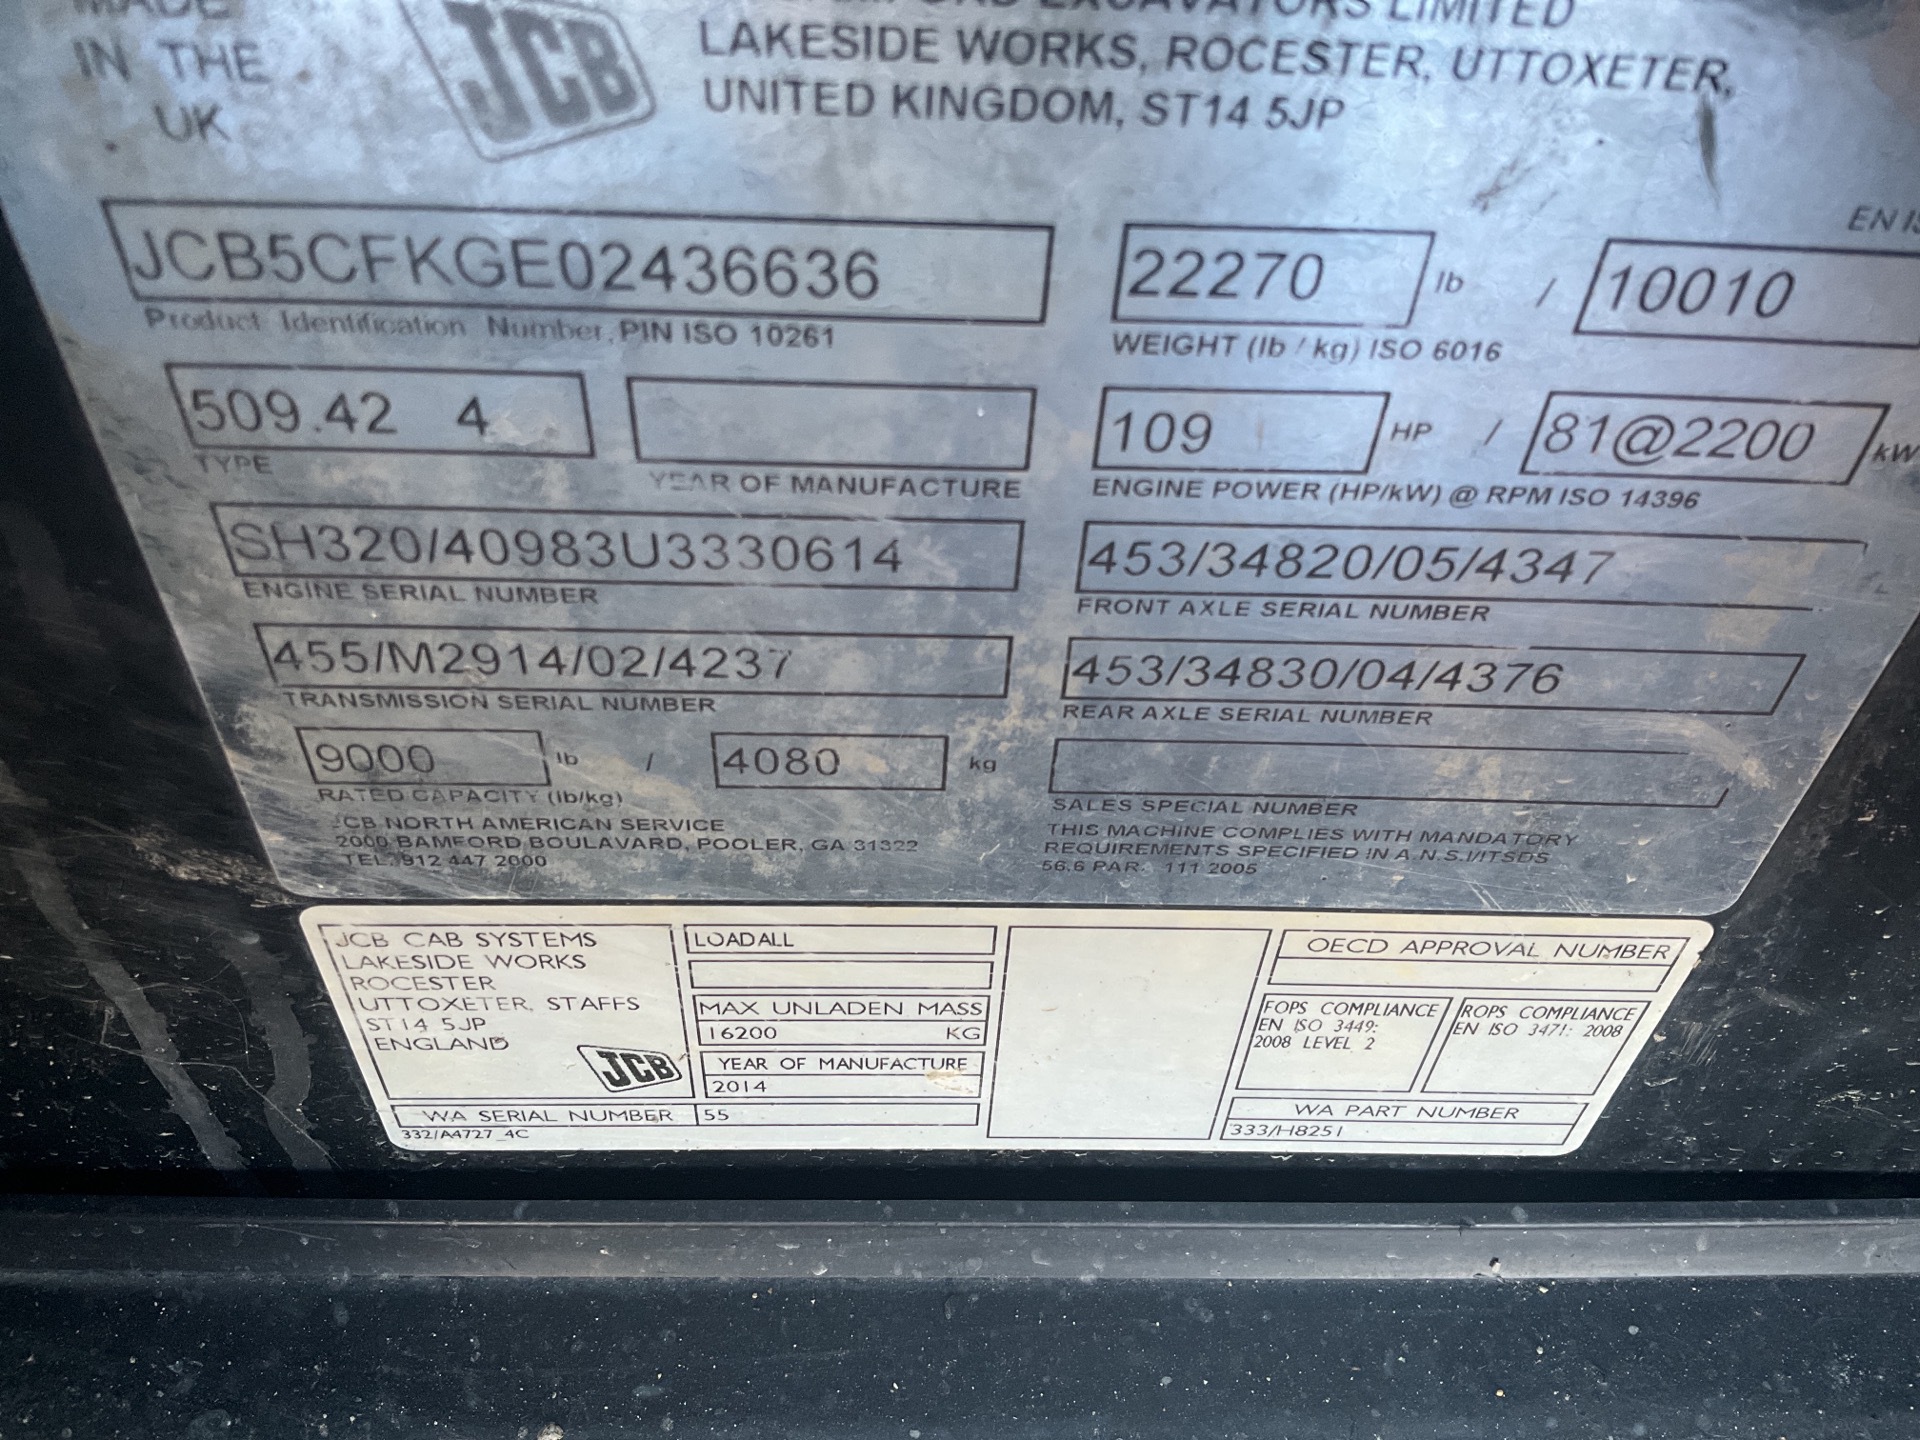 MADE
IN THE
UK
JCB
EXCAVATORS LIMITED
LAKESIDE WORKS, ROCESTER, UTTOXETER,
UNITED KINGDOM, ST14 5JP
JCB5CFKGE02436636
Product Identification Number, PIN ISO 10261
22270 lb / 10010
WEIGHT (lb / kg) ISO 6016
509.42 4
TYPE
YEAR OF MANUFACTURE
109 HP / 81@2200 kW
ENGINE POWER (HP/kW) @ RPM ISO 14396
SH320/40983U3330614
ENGINE SERIAL NUMBER
453/34820/05/4347
FRONT AXLE SERIAL NUMBER
455/M2914/02/4237
TRANSMISSION SERIAL NUMBER
453/34830/04/4376
REAR AXLE SERIAL NUMBER
9000 lb / 4080 kg
RATED CAPACITY (lb/kg)
SALES SPECIAL NUMBER
JCB NORTH AMERICAN SERVICE
2000 BAMFORD BOULAVARD, POOLER, GA 31322
TEL. 912 447 2000
THIS MACHINE COMPLIES WITH MANDATORY
REQUIREMENTS SPECIFIED IN A.N.S.I/ITSDS
56.6 PAR. 111 2005
JCB CAB SYSTEMS
LAKESIDE WORKS
ROCESTER
UTTOXETER, STAFFS
ST14 5JP
ENGLAND
JCB
WA SERIAL NUMBER 55
332/A4727_4C
LOADALL
MAX UNLADEN MASS
16200 KG
YEAR OF MANUFACTURE
2014
OECD APPROVAL NUMBER
FOPS COMPLIANCE
EN ISO 3449:
2008 LEVEL 2
ROPS COMPLIANCE
EN ISO 3471: 2008
WA PART NUMBER
333/H8251